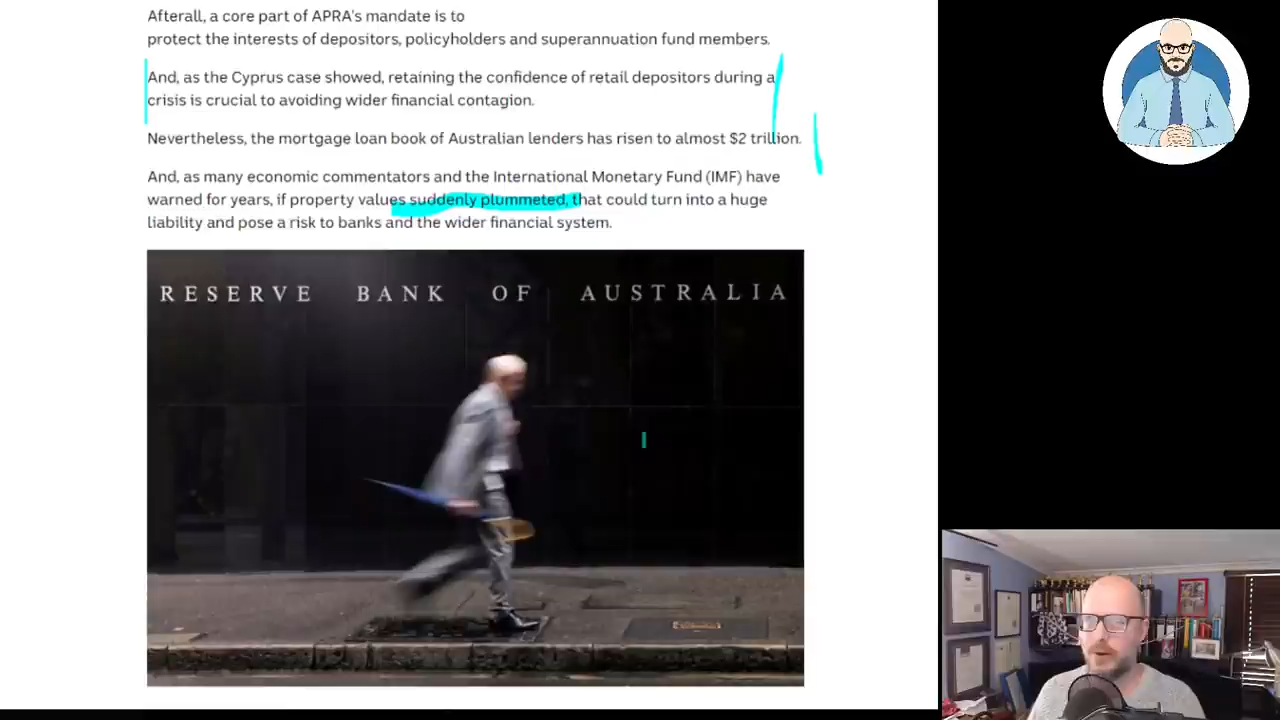 Afterall, a core part of APRA's mandate is to
protect the interests of depositors, policyholders and superannuation fund members.
And, as the Cyprus case showed, retaining the confidence of retail depositors during a
crisis is crucial to avoiding wider financial contagion.
Nevertheless, the mortgage loan book of Australian lenders has risen to almost $2 trillion.
And, as many economic commentators and the International Monetary Fund (IMF) have
warned for years, if property values suddenly plummeted, that could turn into a huge
liability and pose a risk to banks and the wider financial system.
RESERVE BANK OF AUSTRALIA